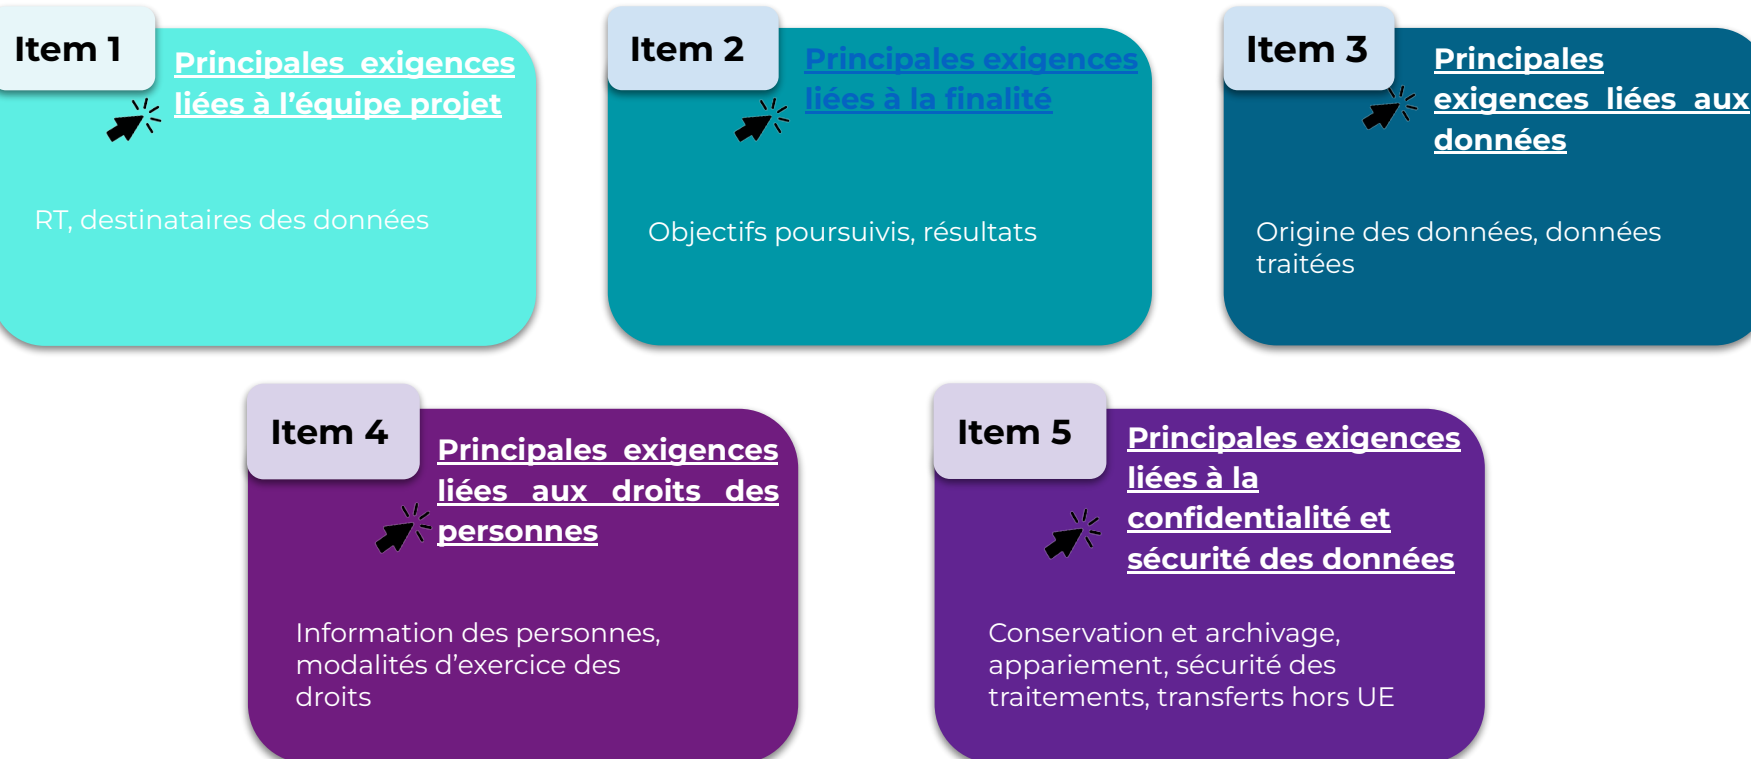 Item 1
Principales exigences
liées à l’équipe projet
RT, destinataires des données
Item 2
Principales exigences
liées à la finalité
Objectifs poursuivis, résultats
Item 3
Principales
exigences liées aux
données
Origine des données, données
traitées
Item 4
Principales exigences
liées aux droits des
personnes
Information des personnes,
modalités d’exercice des
droits
Item 5
Principales exigences
liées à la
confidentialité et
sécurité des données
Conservation et archivage,
appariement, sécurité des
traitements, transferts hors UE